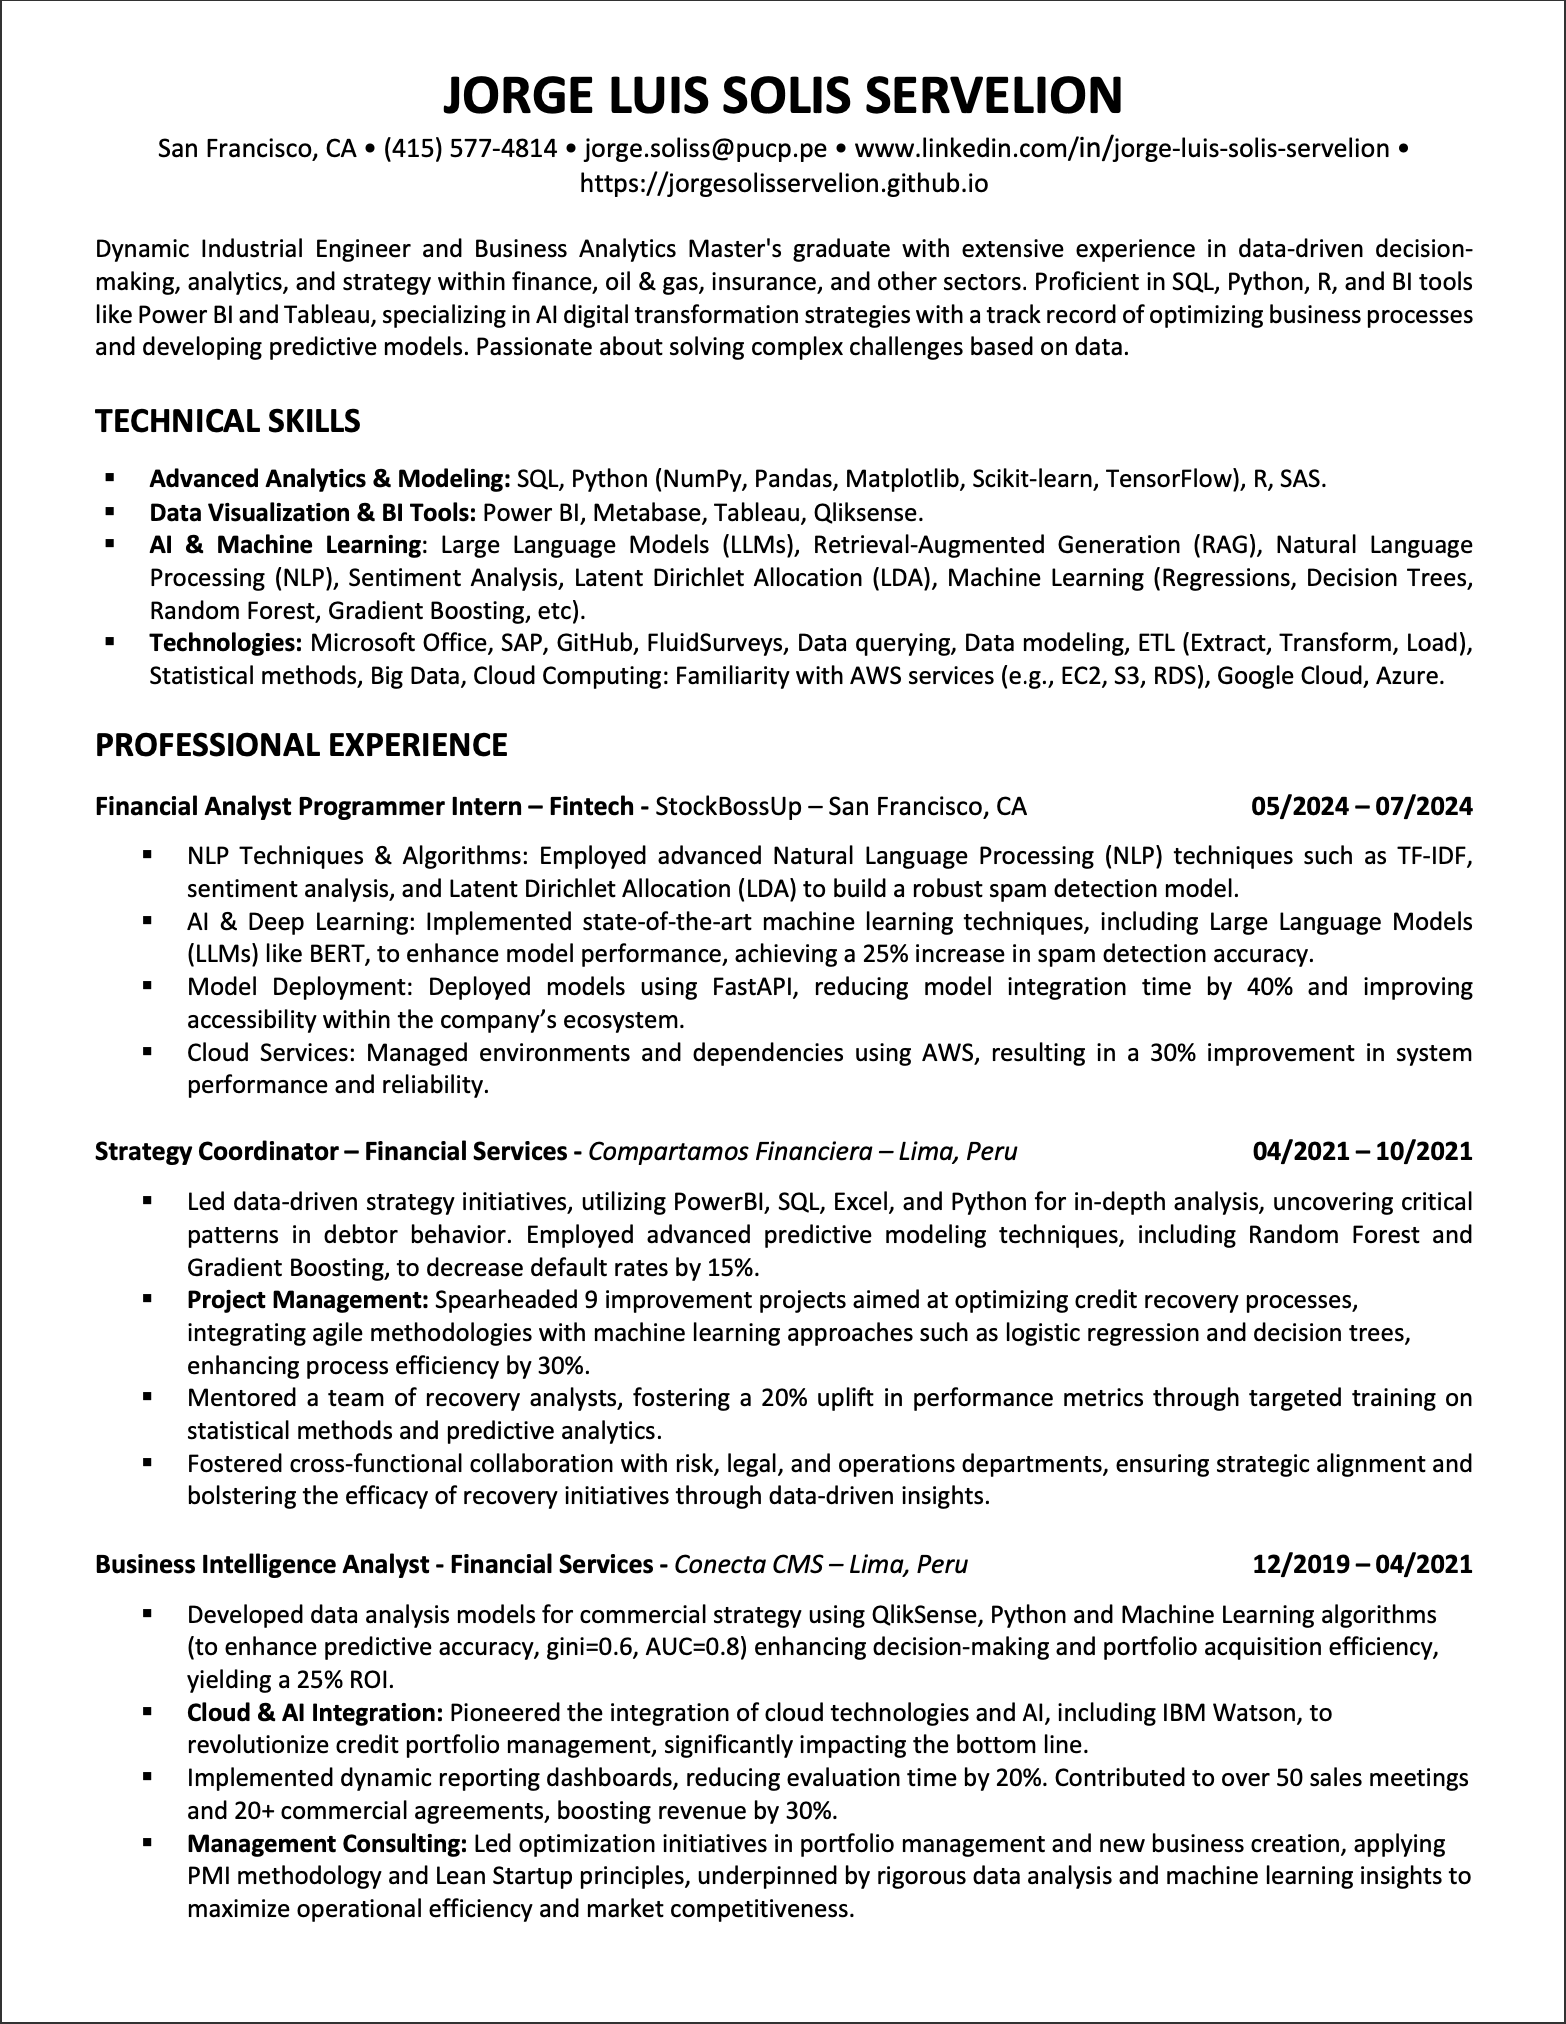 JORGE LUIS SOLIS SERVELION
San Francisco, CA • (415) 577-4814 • jorge.soliss@pucp.pe • www.linkedin.com/in/jorge-luis-solis-servelion •
https://jorgesolisservelion.github.io
Dynamic Industrial Engineer and Business Analytics Master's graduate with extensive experience in data-driven decision-
making, analytics, and strategy within finance, oil & gas, insurance, and other sectors. Proficient in SQL, Python, R, and BI tools
like Power BI and Tableau, specializing in AI digital transformation strategies with a track record of optimizing business processes
and developing predictive models. Passionate about solving complex challenges based on data.
TECHNICAL SKILLS
▪ Advanced Analytics & Modeling: SQL, Python (NumPy, Pandas, Matplotlib, Scikit-learn, TensorFlow), R, SAS.
▪ Data Visualization & BI Tools: Power BI, Metabase, Tableau, Qliksense.
▪ AI & Machine Learning: Large Language Models (LLMs), Retrieval-Augmented Generation (RAG), Natural Language
Processing (NLP), Sentiment Analysis, Latent Dirichlet Allocation (LDA), Machine Learning (Regressions, Decision Trees,
Random Forest, Gradient Boosting, etc).
▪ Technologies: Microsoft Office, SAP, GitHub, FluidSurveys, Data querying, Data modeling, ETL (Extract, Transform, Load),
Statistical methods, Big Data, Cloud Computing: Familiarity with AWS services (e.g., EC2, S3, RDS), Google Cloud, Azure.
PROFESSIONAL EXPERIENCE
Financial Analyst Programmer Intern – Fintech - StockBossUp – San Francisco, CA 05/2024 – 07/2024
▪ NLP Techniques & Algorithms: Employed advanced Natural Language Processing (NLP) techniques such as TF-IDF,
sentiment analysis, and Latent Dirichlet Allocation (LDA) to build a robust spam detection model.
▪ AI & Deep Learning: Implemented state-of-the-art machine learning techniques, including Large Language Models
(LLMs) like BERT, to enhance model performance, achieving a 25% increase in spam detection accuracy.
▪ Model Deployment: Deployed models using FastAPI, reducing model integration time by 40% and improving
accessibility within the company’s ecosystem.
▪ Cloud Services: Managed environments and dependencies using AWS, resulting in a 30% improvement in system
performance and reliability.
Strategy Coordinator – Financial Services - Compartamos Financiera – Lima, Peru 04/2021 – 10/2021
▪ Led data-driven strategy initiatives, utilizing PowerBI, SQL, Excel, and Python for in-depth analysis, uncovering critical
patterns in debtor behavior. Employed advanced predictive modeling techniques, including Random Forest and
Gradient Boosting, to decrease default rates by 15%.
▪ Project Management: Spearheaded 9 improvement projects aimed at optimizing credit recovery processes,
integrating agile methodologies with machine learning approaches such as logistic regression and decision trees,
enhancing process efficiency by 30%.
▪ Mentored a team of recovery analysts, fostering a 20% uplift in performance metrics through targeted training on
statistical methods and predictive analytics.
▪ Fostered cross-functional collaboration with risk, legal, and operations departments, ensuring strategic alignment and
bolstering the efficacy of recovery initiatives through data-driven insights.
Business Intelligence Analyst - Financial Services - Conecta CMS – Lima, Peru 12/2019 – 04/2021
▪ Developed data analysis models for commercial strategy using QlikSense, Python and Machine Learning algorithms
(to enhance predictive accuracy, gini=0.6, AUC=0.8) enhancing decision-making and portfolio acquisition efficiency,
yielding a 25% ROI.
▪ Cloud & AI Integration: Pioneered the integration of cloud technologies and AI, including IBM Watson, to
revolutionize credit portfolio management, significantly impacting the bottom line.
▪ Implemented dynamic reporting dashboards, reducing evaluation time by 20%. Contributed to over 50 sales meetings
and 20+ commercial agreements, boosting revenue by 30%.
▪ Management Consulting: Led optimization initiatives in portfolio management and new business creation, applying
PMI methodology and Lean Startup principles, underpinned by rigorous data analysis and machine learning insights to
maximize operational efficiency and market competitiveness.